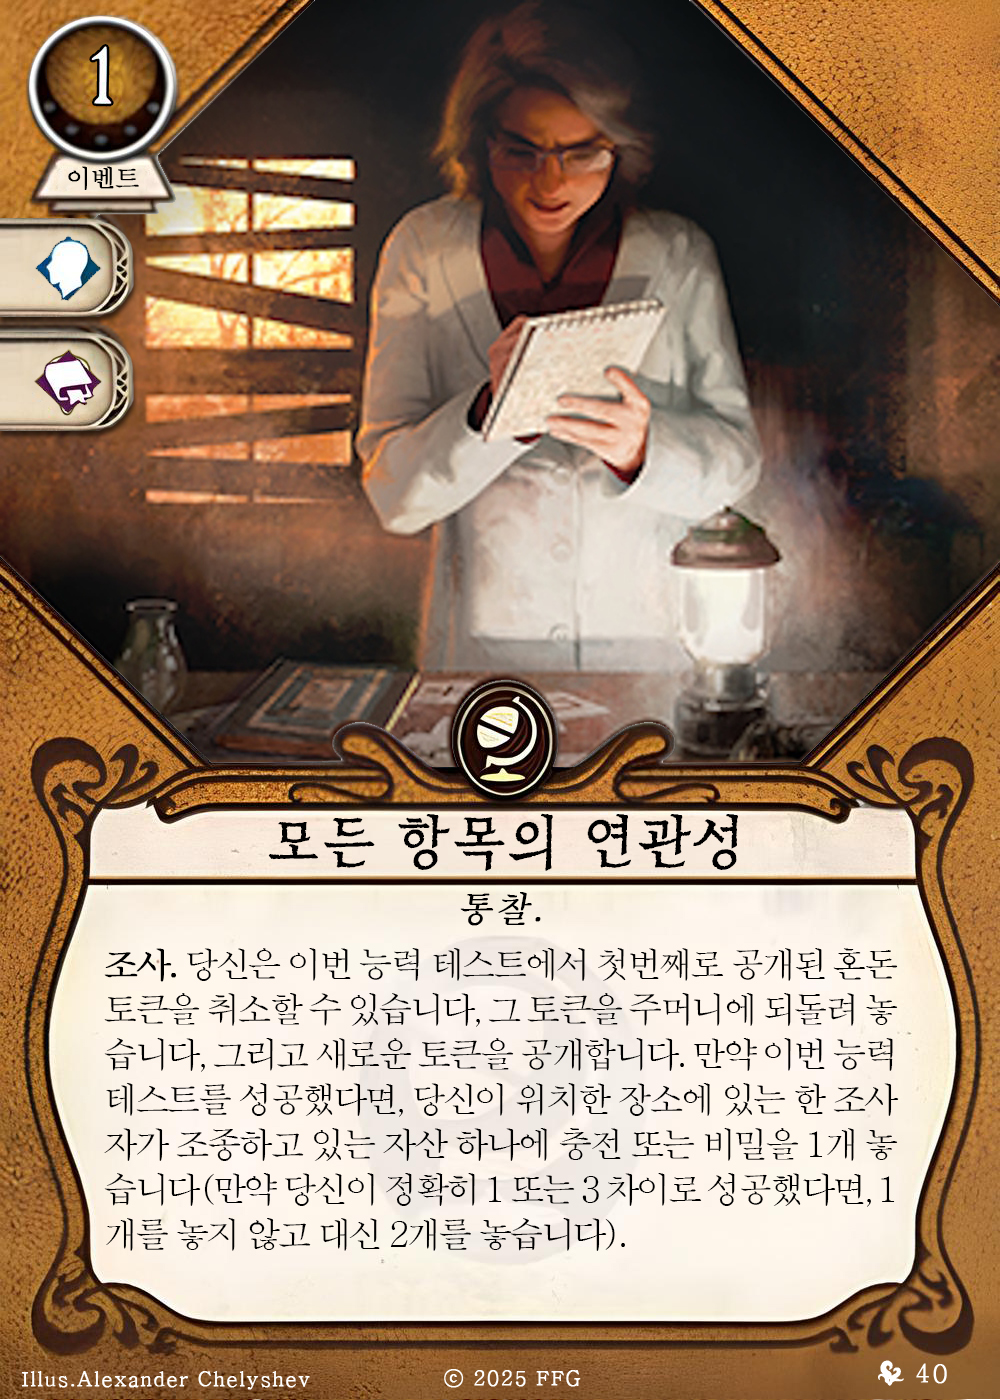 1
이벤트
모든 항목의 연관성
통찰.
조사. 당신은 이번 능력 테스트에서 첫번째로 공개된 혼돈
토큰을 취소할 수 있습니다, 그 토큰을 주머니에 되돌려 놓
습니다, 그리고 새로운 토큰을 공개합니다. 만약 이번 능력
테스트를 성공했다면, 당신이 위치한 장소에 있는 한 조사
자가 조종하고 있는 자산 하나에 충전 또는 비밀을 1개 놓
습니다(만약 당신이 정확히 1 또는 3 차이로 성공했다면, 1
개를 놓지 않고 대신 2개를 놓습니다).
Illus.Alexander Chelyshev
© 2025 FFG
40